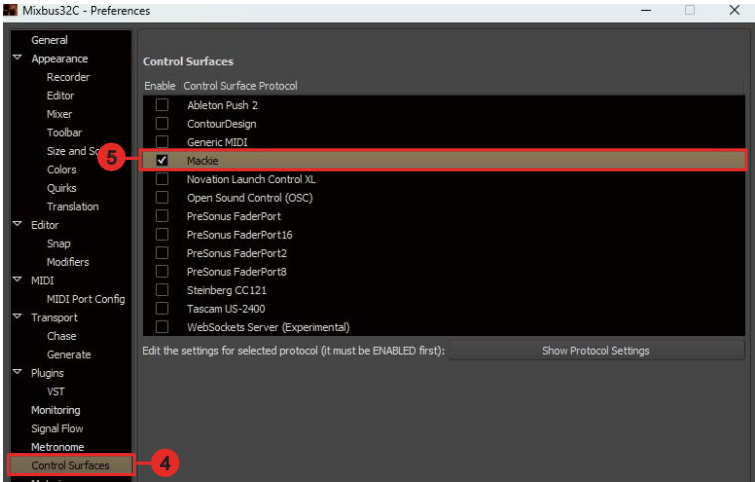 Mixbus32C - Preferences
General
Appearance
Recorder
Editor
Mixer
Toolbar
Size and
Colors
Quirks
Translation
Editor
Snap
Modifiers
MIDI
MIDI Port Config
Transport
Chase
Generate
Plugins
VST
Monitoring
Signal Flow
Metronome
Control Surfaces
4
Control Surfaces
Enable Control Surface Protocol
Ableton Push 2
ContourDesign
Generic MIDI
5
Mackie
Novation Launch Control XL
Open Sound Control (OSC)
PreSonus FaderPort
PreSonus FaderPort16
PreSonus FaderPort2
PreSonus FaderPort8
Steinberg CC121
Tascam US-2400
WebSockets Server (Experimental)
Edit the settings for selected protocol (it must be ENABLED first): Show Protocol Settings